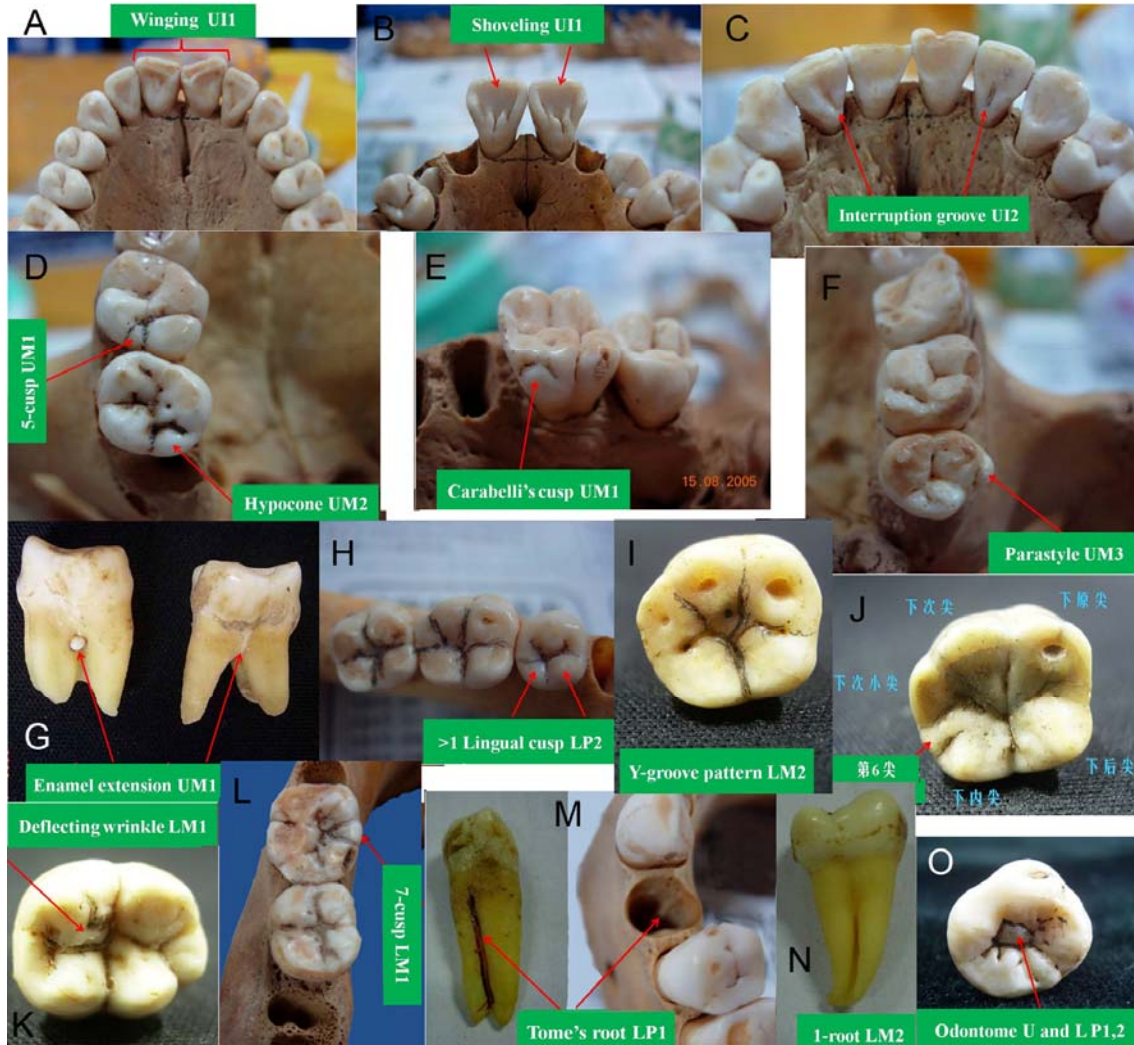 A
Winging UI1
B
Shoveling UI1
C
Interruption groove UI2
D
5-cusp UM1
Hypocone UM2
E
Carabelli's cusp UM1
15.08.2005
F
Parastyle UM3
G
Enamel extension UM1
H
>1 Lingual cusp LP2
I
Y-groove pattern LM2
J
下次尖
下原尖
下次小尖
第6尖
下后尖
下内尖
Deflecting wrinkle LM1
K
L
7-cusp LM1
M
Tome's root LP1
N
1-root LM2
O
Odontome U and L P1,2